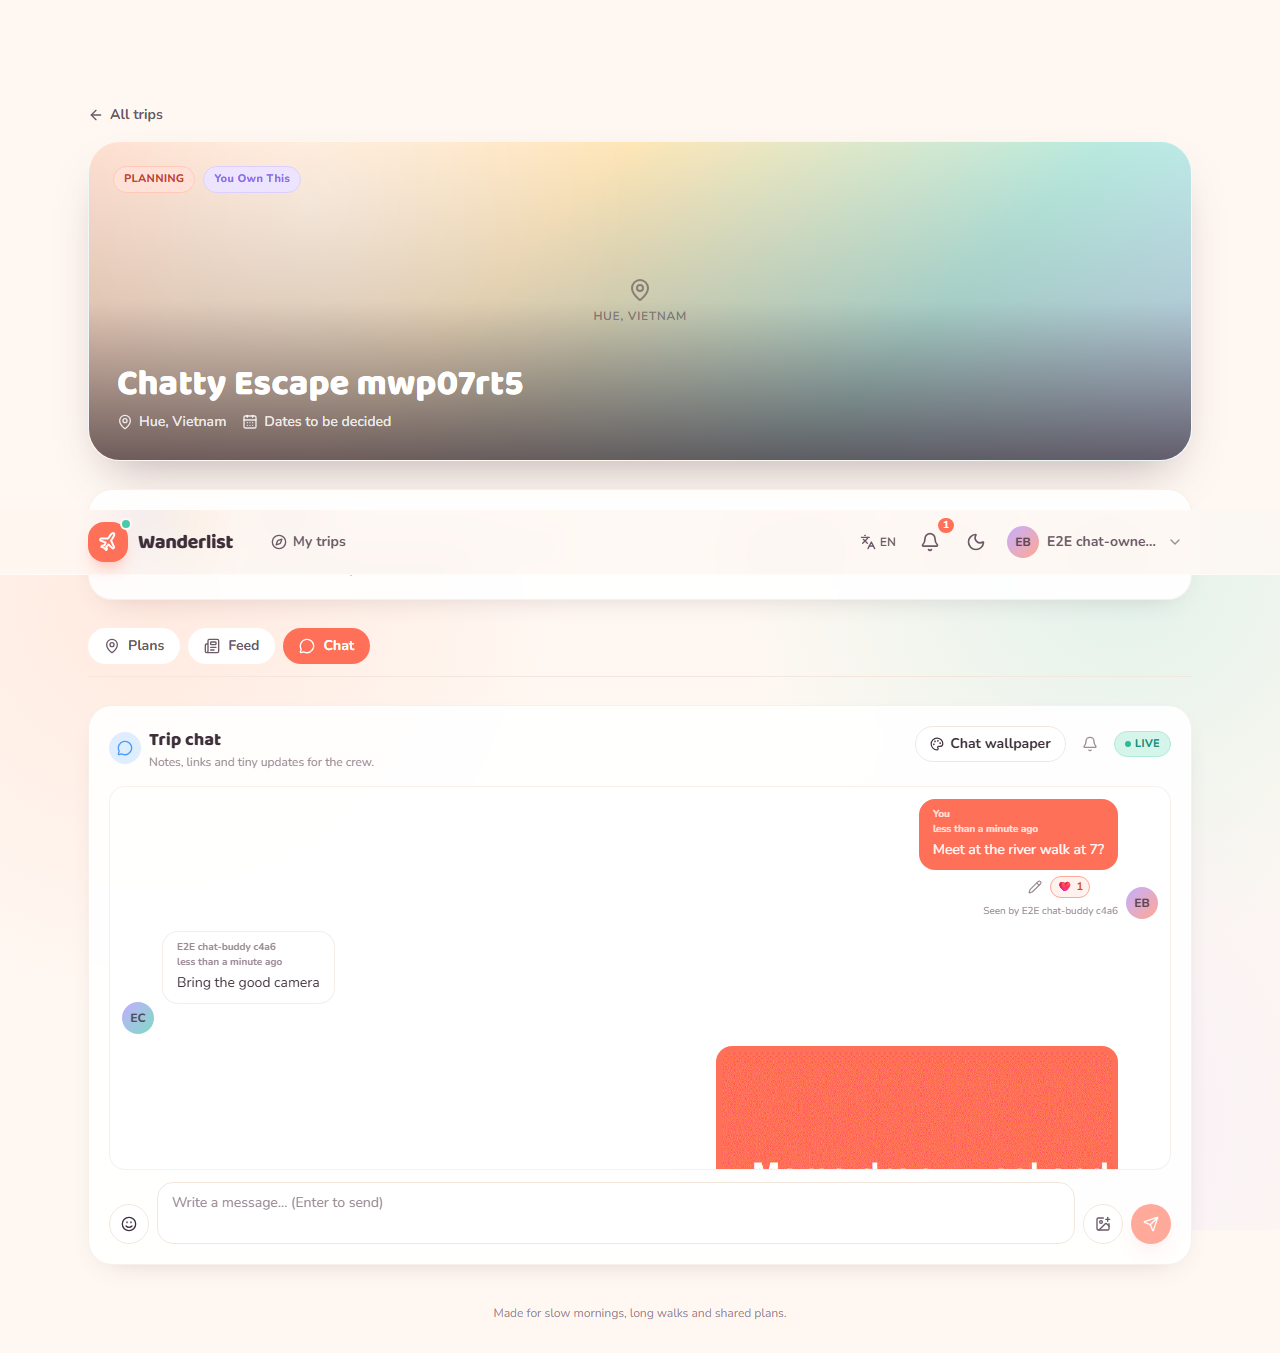 All trips
PLANNING
You Own This
HUE, VIETNAM
Chatty Escape mwp07rt5
Hue, Vietnam
Dates to be decided
Wanderlist
My trips
EN
1
EB
E2E chat-owne...
Plans
Feed
Chat
Trip chat
Notes, links and tiny updates for the crew.
Chat wallpaper
LIVE
You
less than a minute ago
Meet at the river walk at 7?
1
Seen by E2E chat-buddy c4a6
EB
E2E chat-buddy c4a6
less than a minute ago
Bring the good camera
EC
Write a message... (Enter to send)
Made for slow mornings, long walks and shared plans.